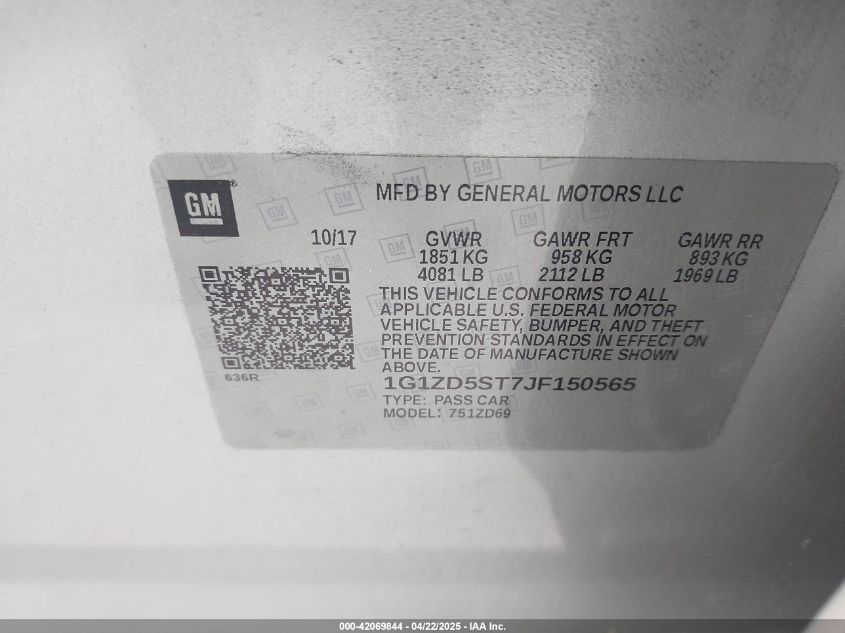 GM
MFD BY GENERAL MOTORS LLC
10/17 GVWR GAWR FRT GAWR RR
1851 KG 958 KG 893 KG
4081 LB 2112 LB 1969 LB
THIS VEHICLE CONFORMS TO ALL
APPLICABLE U.S. FEDERAL MOTOR
VEHICLE SAFETY, BUMPER, AND THEFT
PREVENTION STANDARDS IN EFFECT ON
THE DATE OF MANUFACTURE SHOWN
ABOVE.
636R
1G1ZD5ST7JF150565
TYPE: PASS CAR
MODEL: 751ZD69
000-42069844 - 04/22/2025 - IAA Inc.